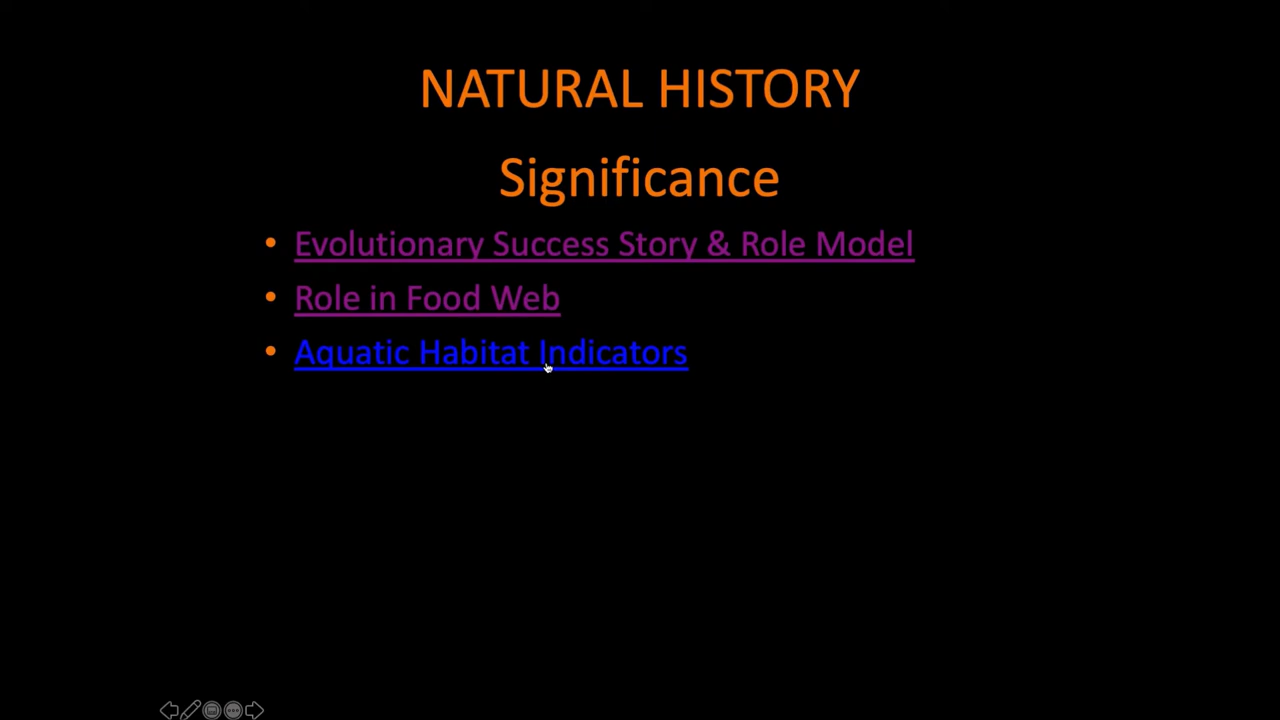 NATURAL HISTORY
Significance
• Evolutionary Success Story & Role Model
• Role in Food Web
• Aquatic Habitat Indicators